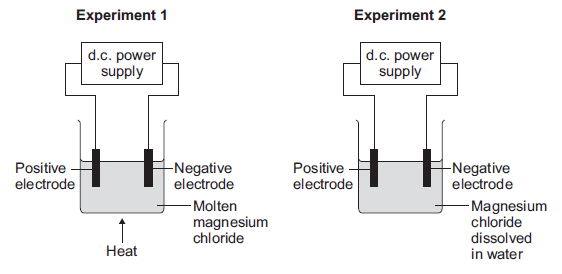 Experiment 1
d.c. power
supply
Positive
electrode
Negative
electrode
Molten
magnesium
chloride
Heat
Experiment 2
d.c. power
supply
Positive
electrode
Negative
electrode
Magnesium
chloride
dissolved
in water